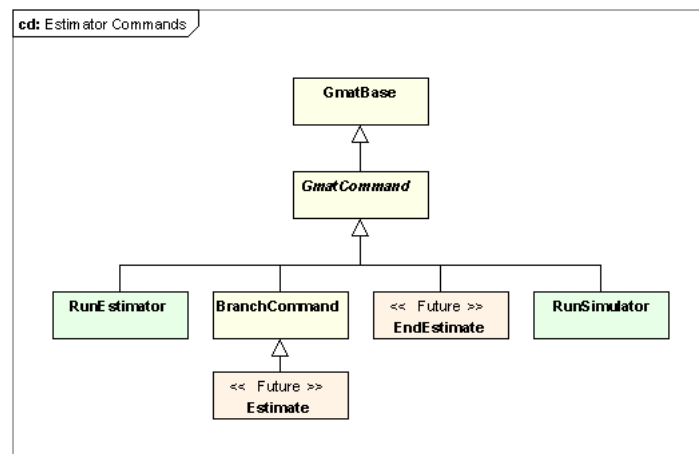 cd: Estimator Commands
GmatBase
GmatCommand
RunEstimator
BranchCommand
<< Future >>
EndEstimate
RunSimulator
<< Future >>
Estimate